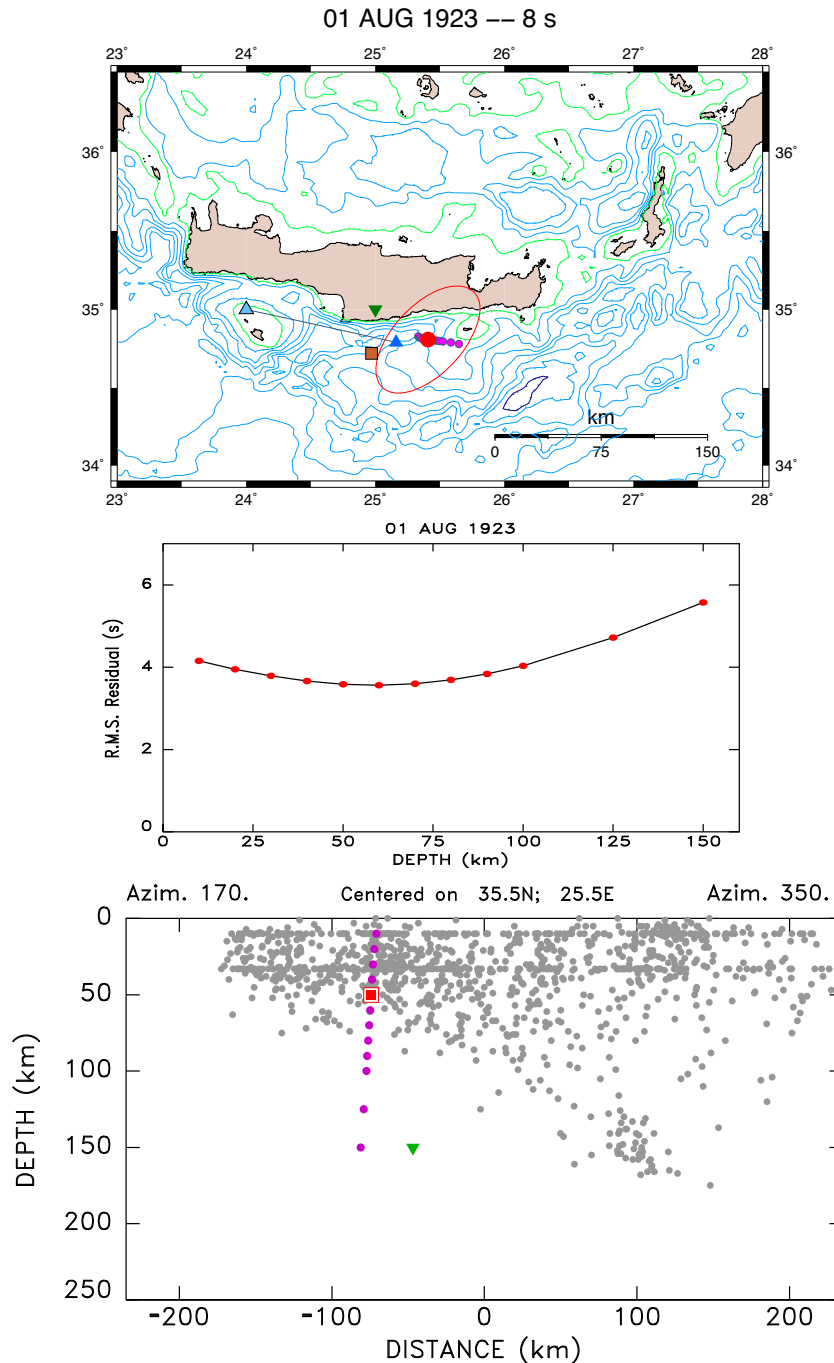 01 AUG 1923 –– 8 s
23° 24° 25° 26° 27° 28°
36°
35°
34°
km
0 75 150
23° 24° 25° 26° 27° 28°
01 AUG 1923
6
4
2
0
R.M.S. Residual (s)
0 25 50 75 100 125 150
DEPTH (km)
Azim. 170. Centered on 35.5N; 25.5E Azim. 350.
0
50
100
150
200
250
DEPTH (km)
−200 −100 0 100 200
DISTANCE (km)